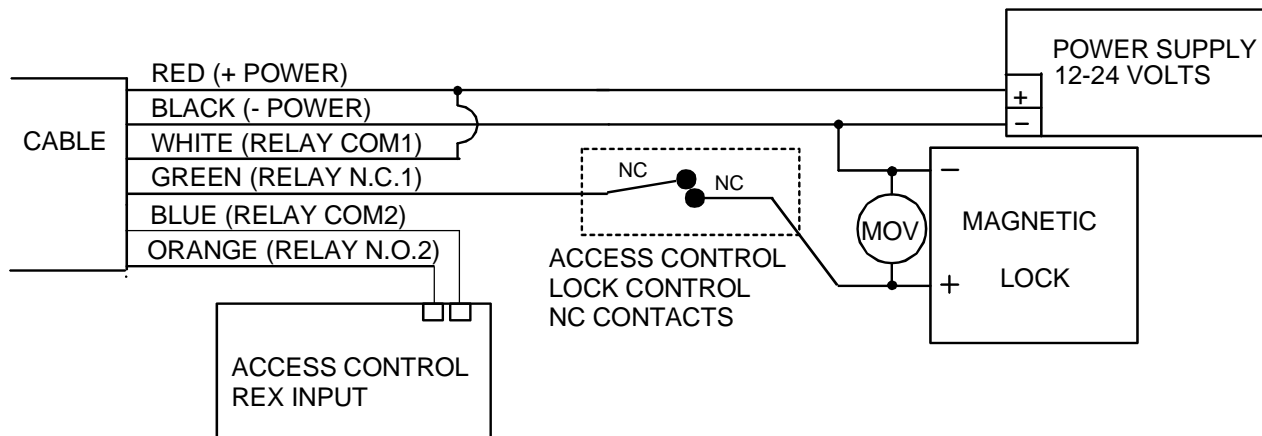 POWER SUPPLY
12-24 VOLTS
+
−
RED (+ POWER)
BLACK (- POWER)
WHITE (RELAY COM1)
GREEN (RELAY N.C.1)
BLUE (RELAY COM2)
ORANGE (RELAY N.O.2)
CABLE
NC
NC
ACCESS CONTROL
LOCK CONTROL
NC CONTACTS
MOV
−
MAGNETIC
LOCK
+
ACCESS CONTROL
REX INPUT